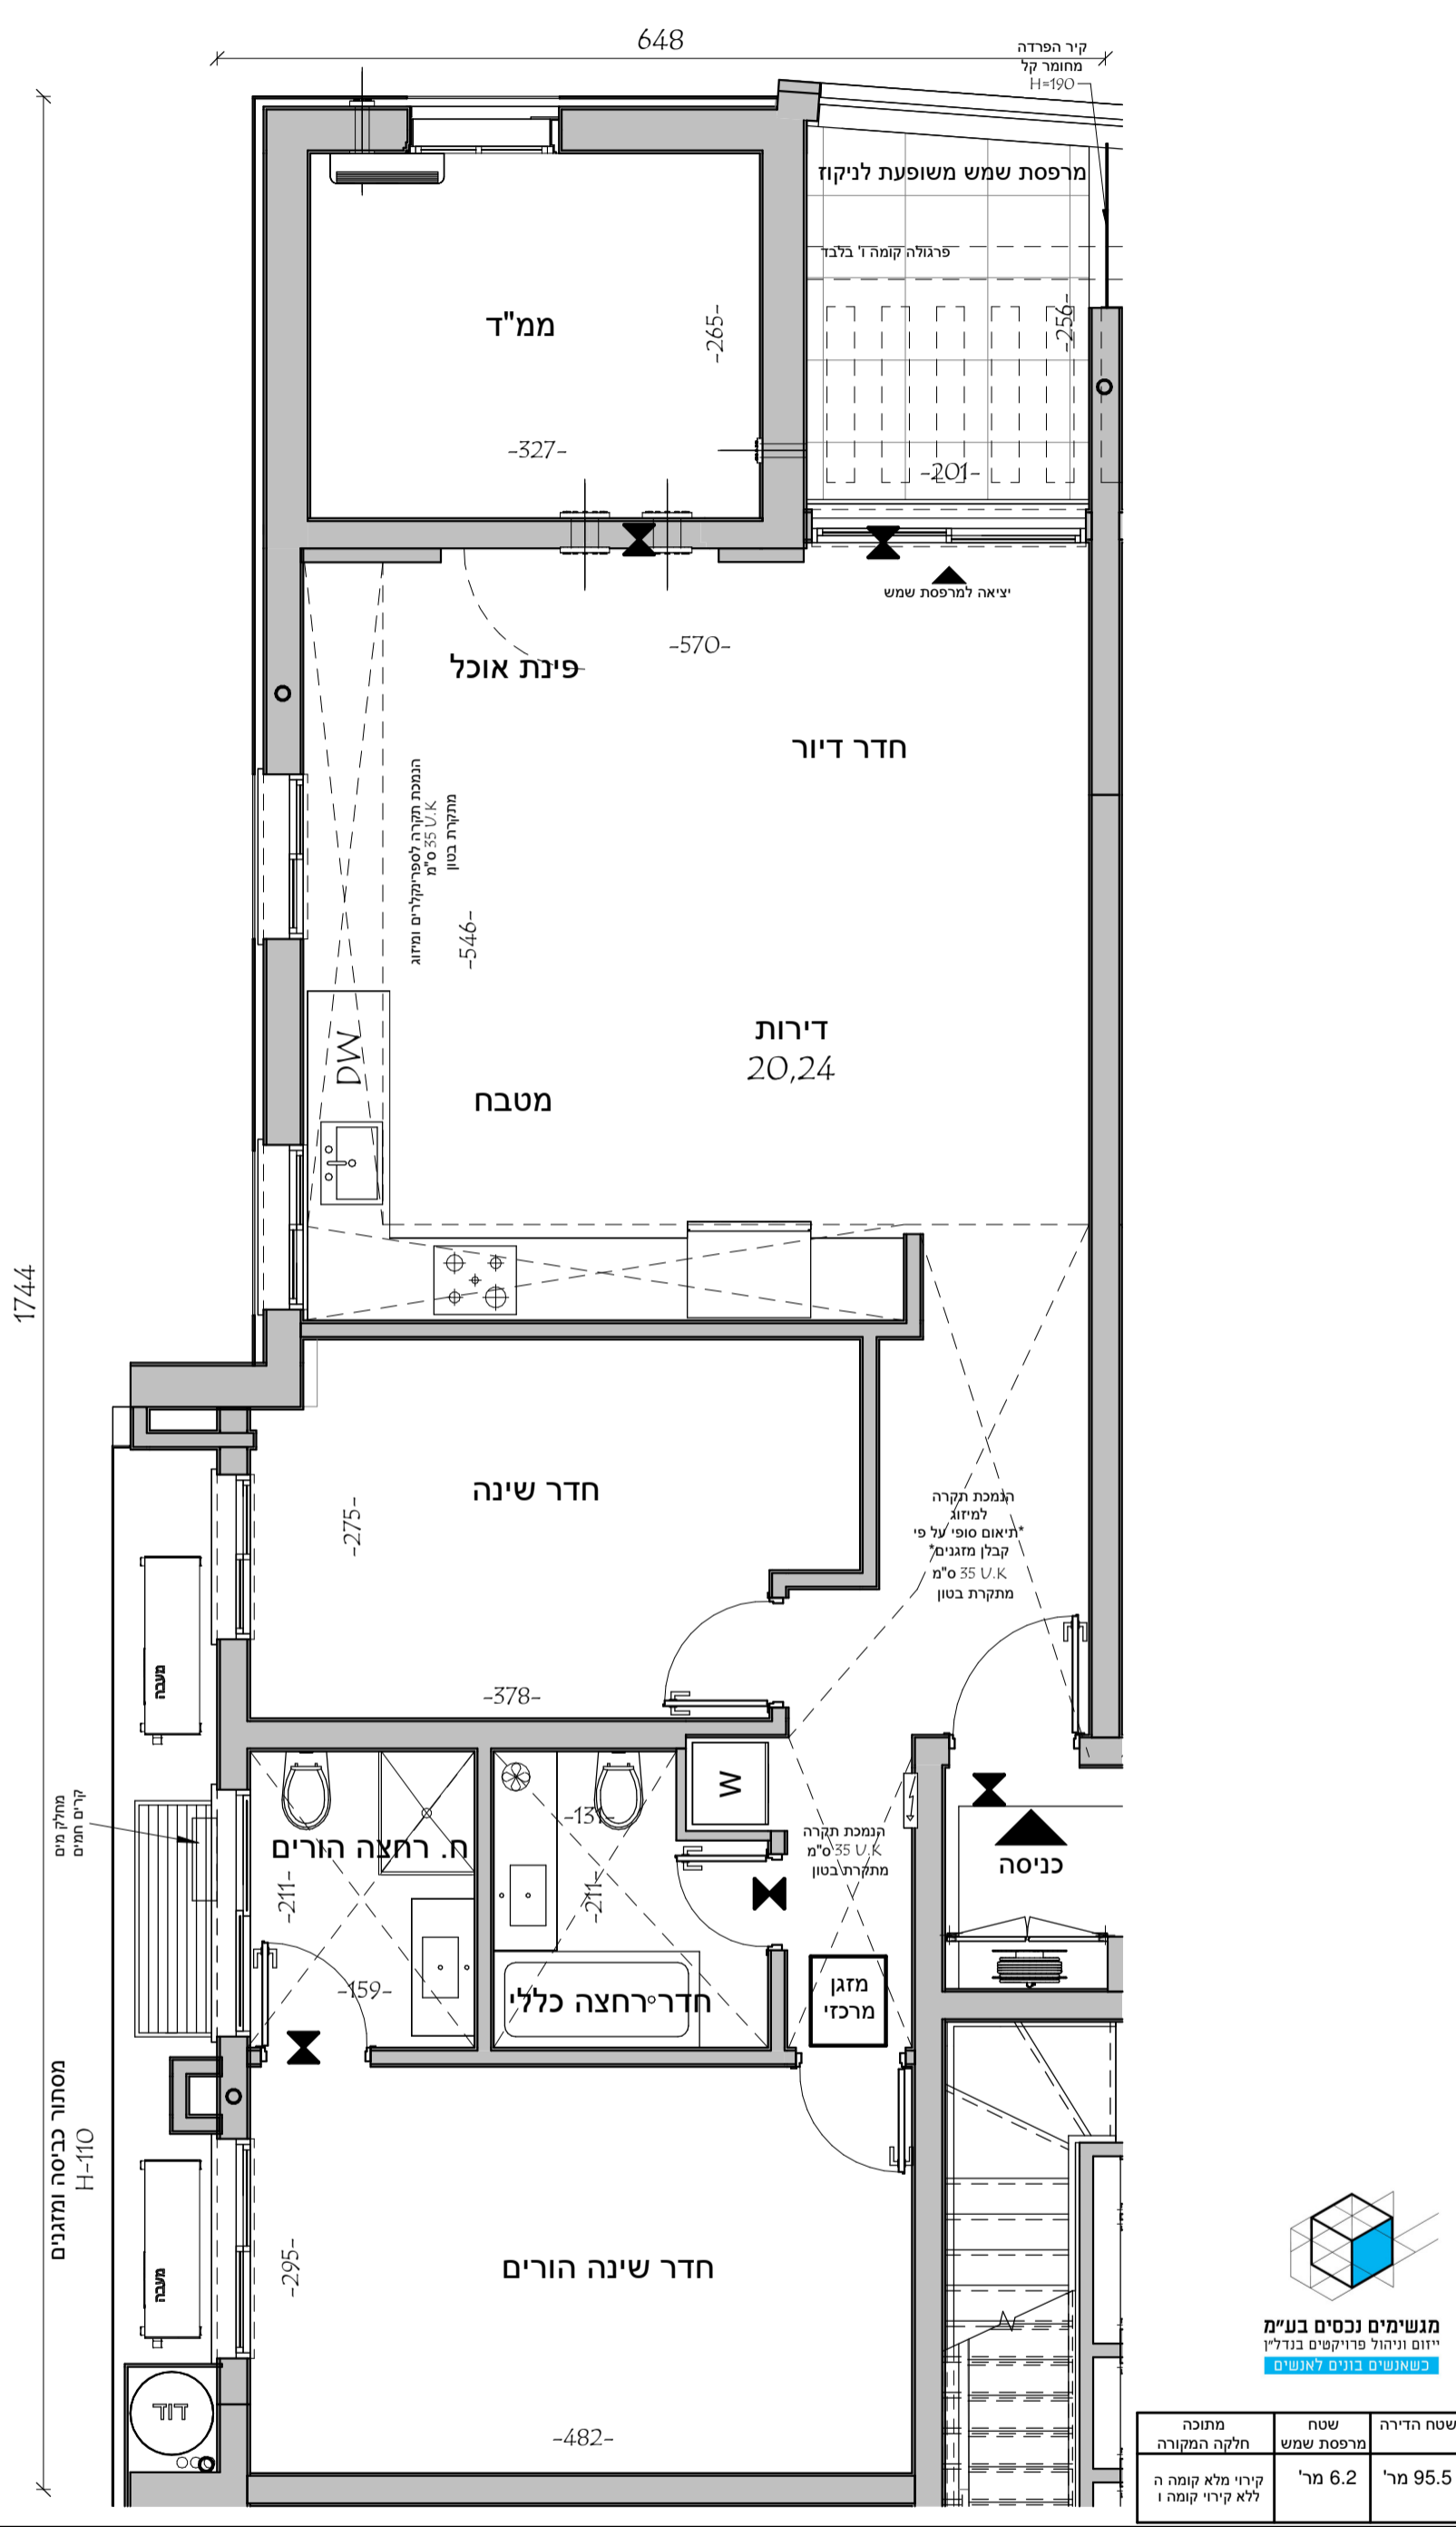 648
קיר הפרדה
מחומר קל
H=190
מרפסת שמש משופעת לניקוז
פרגולה קומה ו' בלבד
-256-
-201-
ממ"ד
-265-
-327-
יציאה למרפסת שמש
-570-
פינת אוכל
חדר דיור
הנמכת תקרה לספרינקלרים ומיזוג
35 U.K ס"מ
מתקרת בטון
-546-
דירות
20,24
DW
מטבח
1744
חדר שינה
-275-
-378-
הנמכת תקרה
למיזוג
*תיאום סופי על פי
קבלן מזגנים*
35 U.K ס"מ
מתקרת בטון
מעבה
W
-131-
ח. רחצה הורים
-211-
-159-
-211-
חדר רחצה כללי
הנמכת תקרה
35 U.K ס"מ
מתקרת בטון
כניסה
מזגן
מרכזי
מחלק מים
קרים חמים
מסתור כביסה ומזגנים
H-110
מעבה
-295-
חדר שינה הורים
-482-
דוד
מגשימים נכסים בע״מ
ייזום וניהול פרויקטים בנדל״ן
כשאנשים בונים לאנשים
שטח הדירה
שטח
מרפסת שמש
מתוכה
חלקה המקורה
95.5 מר'
6.2 מר'
קירוי מלא קומה ה
ללא קירוי קומה ו